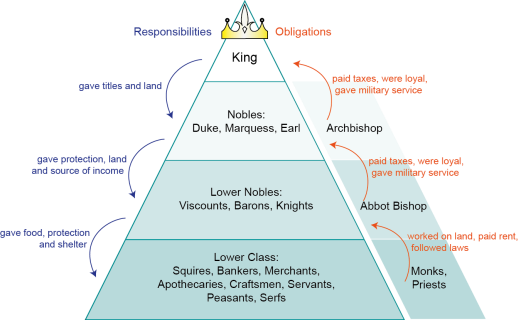 Responsibilities
Obligations
King
gave titles and land
paid taxes, were loyal,
gave military service
Nobles:
Duke, Marquess, Earl
Archbishop
gave protection, land
and source of income
paid taxes, were loyal,
gave military service
Lower Nobles:
Viscounts, Barons, Knights
Abbot Bishop
gave food, protection
and shelter
worked on land, paid rent,
followed laws
Lower Class:
Squires, Bankers, Merchants,
Apothecaries, Craftsmen, Servants,
Peasants, Serfs
Monks,
Priests